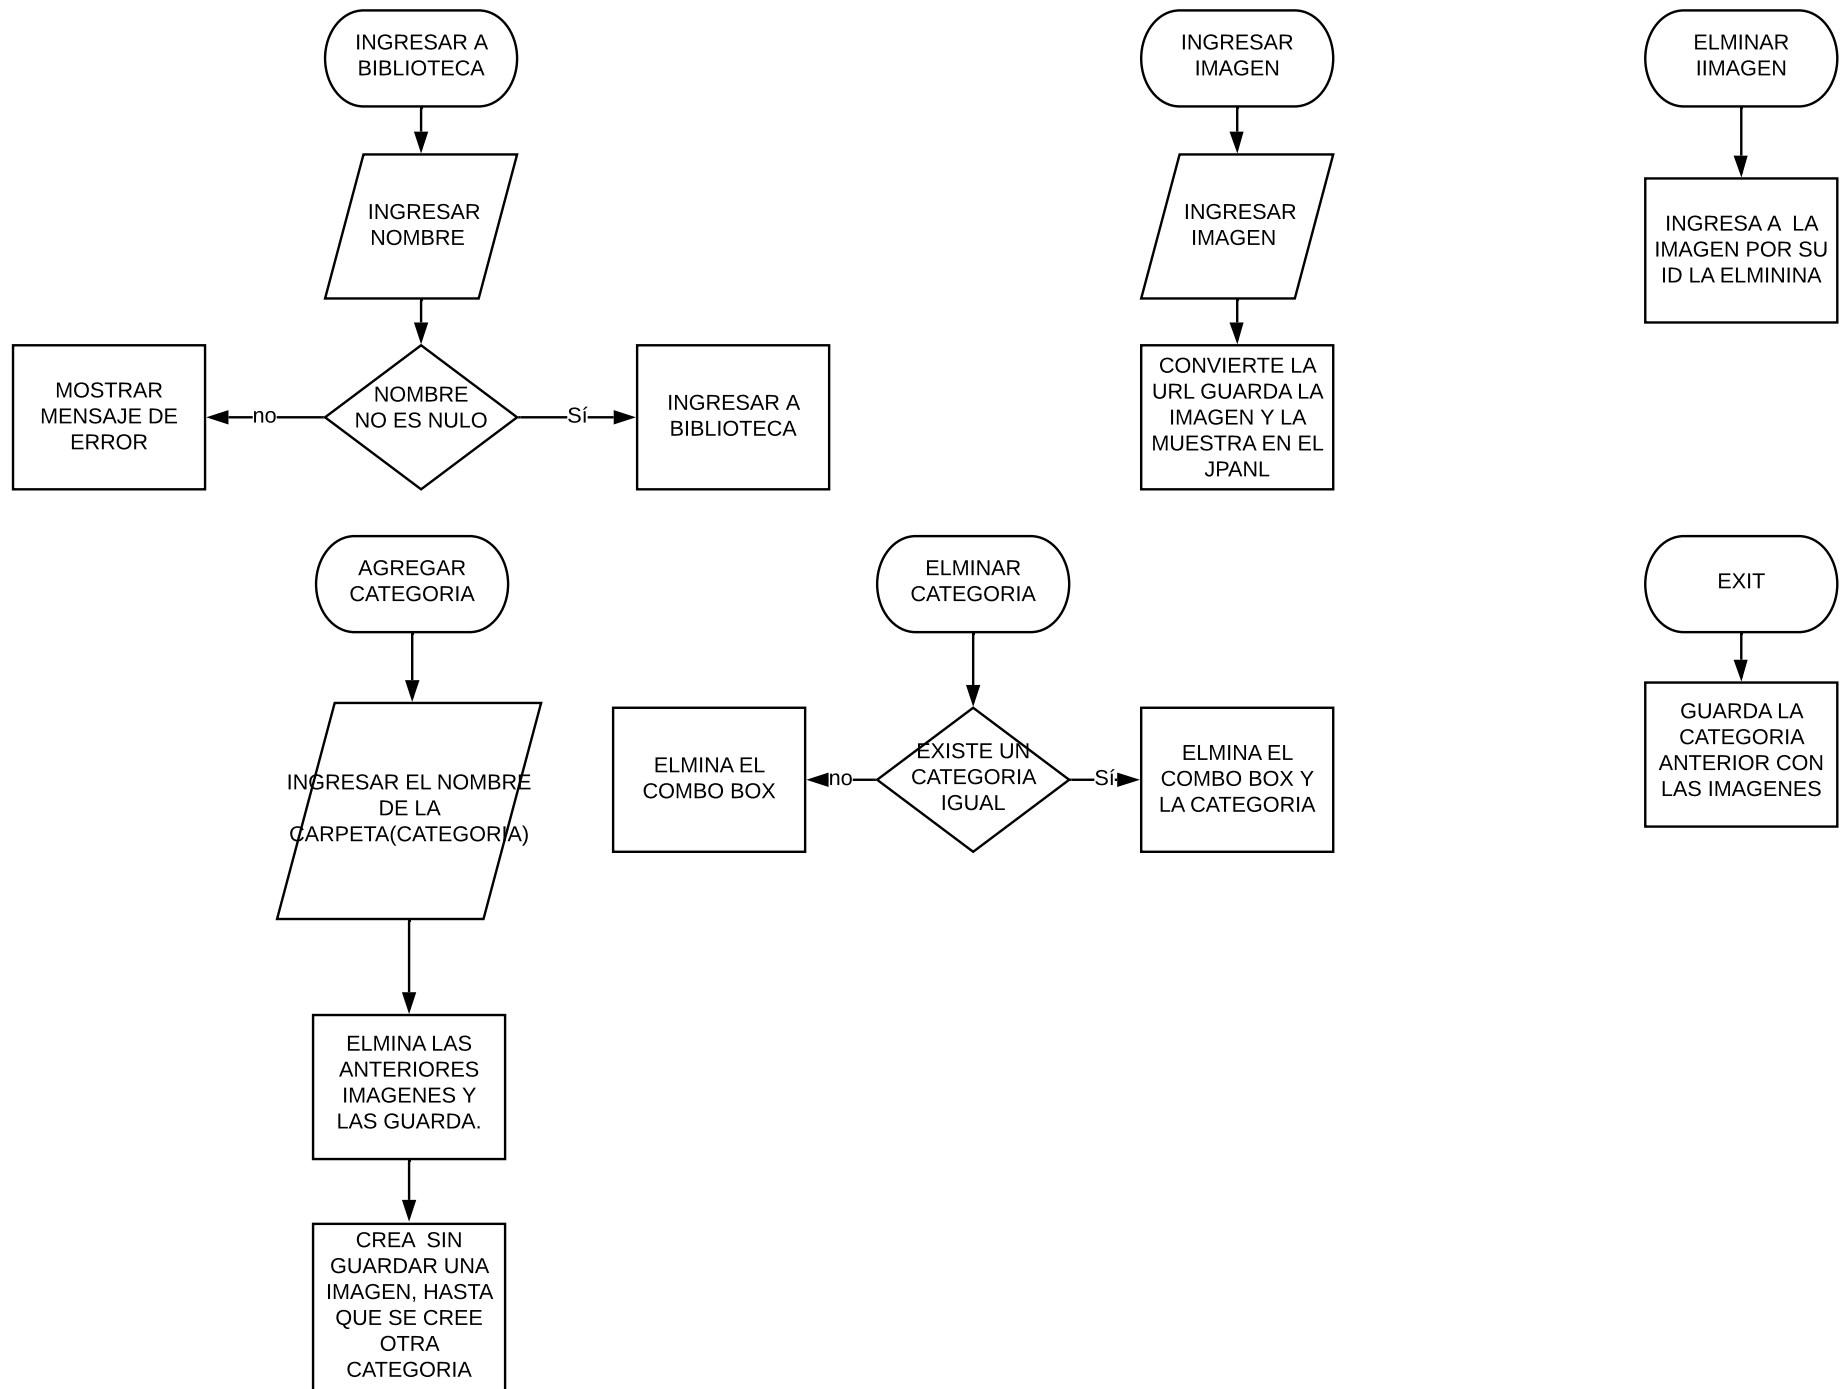 INGRESAR A
BIBLIOTECA
INGRESAR
NOMBRE
NOMBRE
NO ES NULO
no
Sí
MOSTRAR
MENSAJE DE
ERROR
INGRESAR A
BIBLIOTECA
INGRESAR
IMAGEN
INGRESAR
IMAGEN
CONVIERTE LA
URL GUARDA LA
IMAGEN Y LA
MUESTRA EN EL
JPANL
ELMINAR
IIMAGEN
INGRESA A  LA
IMAGEN POR SU
ID LA ELMININA
AGREGAR
CATEGORIA
INGRESAR EL NOMBRE
DE LA
CARPETA(CATEGORIA)
ELMINA LAS
ANTERIORES
IMAGENES Y
LAS GUARDA.
CREA  SIN
GUARDAR UNA
IMAGEN, HASTA
QUE SE CREE
OTRA
CATEGORIA
ELMINAR
CATEGORIA
EXISTE UN
CATEGORIA
IGUAL
no
Sí
ELMINA EL
COMBO BOX
ELMINA EL
COMBO BOX Y
LA CATEGORIA
EXIT
GUARDA LA
CATEGORIA
ANTERIOR CON
LAS IMAGENES